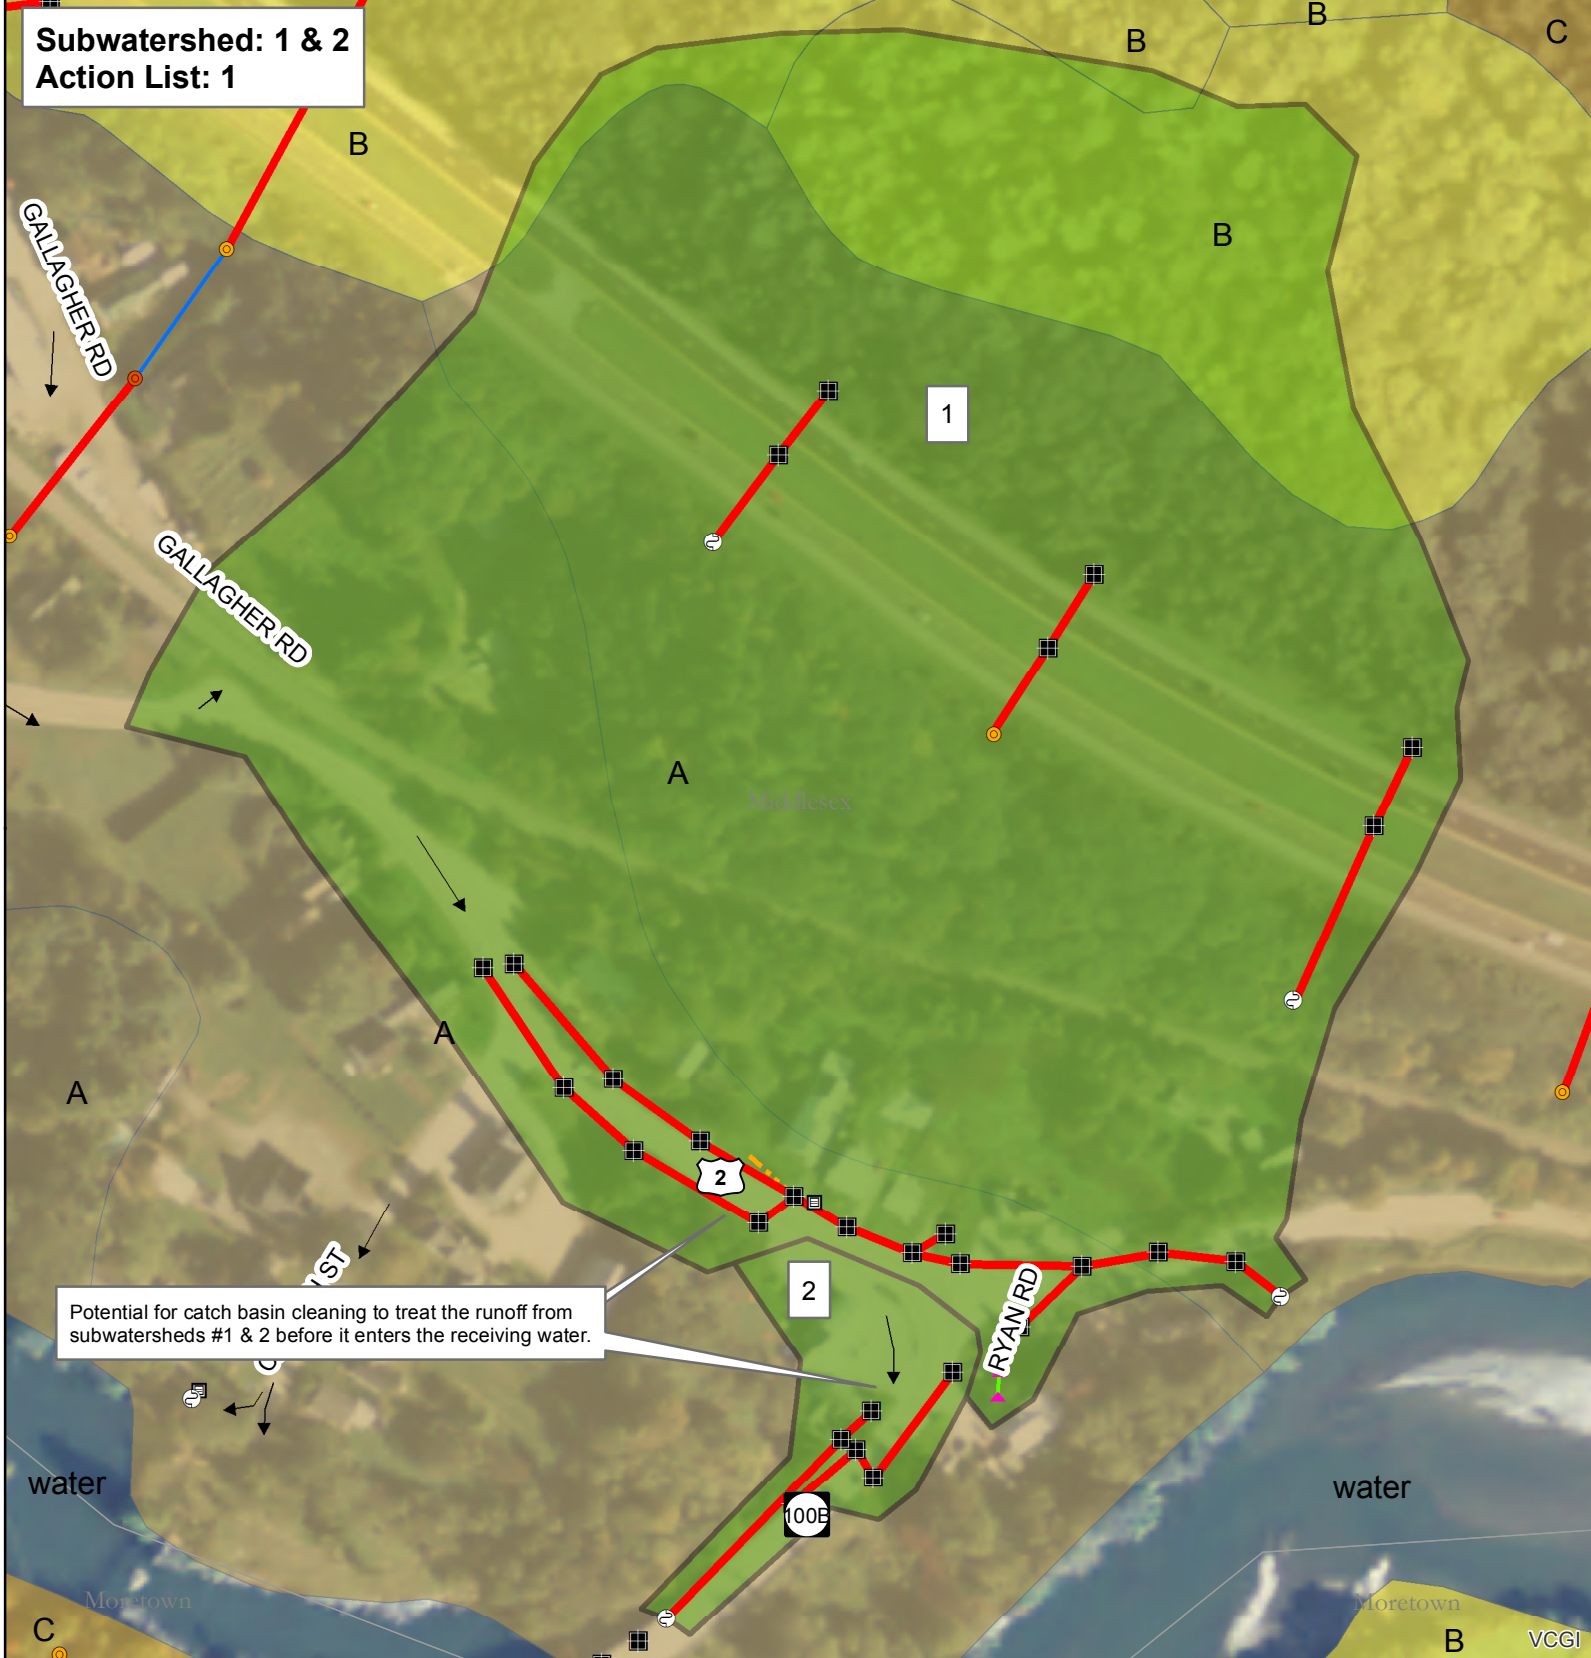 Subwatershed: 1 & 2
Action List: 1
B
B
C
B
B
GALLAGHER RD
1
GALLAGHER RD
A
Middlesex
A
A
2
2
ST
RYAN RD
Potential for catch basin cleaning to treat the runoff from
subwatersheds #1 & 2 before it enters the receiving water.
water
water
100B
Moretown
Moretown
C
B
VCGI